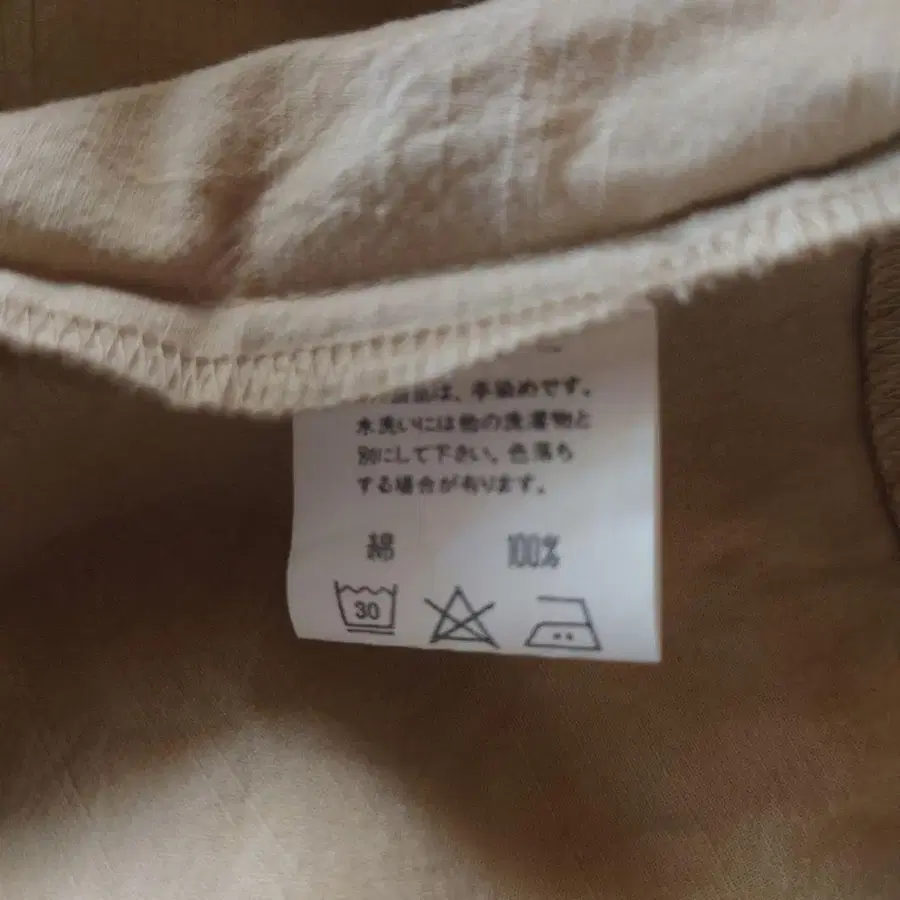 は、手染めです。
水洗いには他の洗濯物と
別にして下さい。色落ち
する場合が有ります。
綿 100%
30